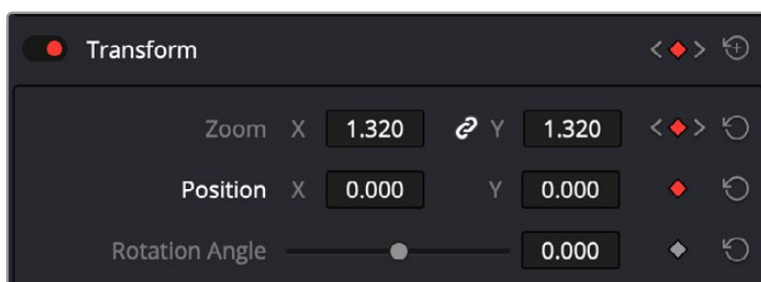 Transform
Zoom X 1.320 Y 1.320
Position X 0.000 Y 0.000
Rotation Angle 0.000